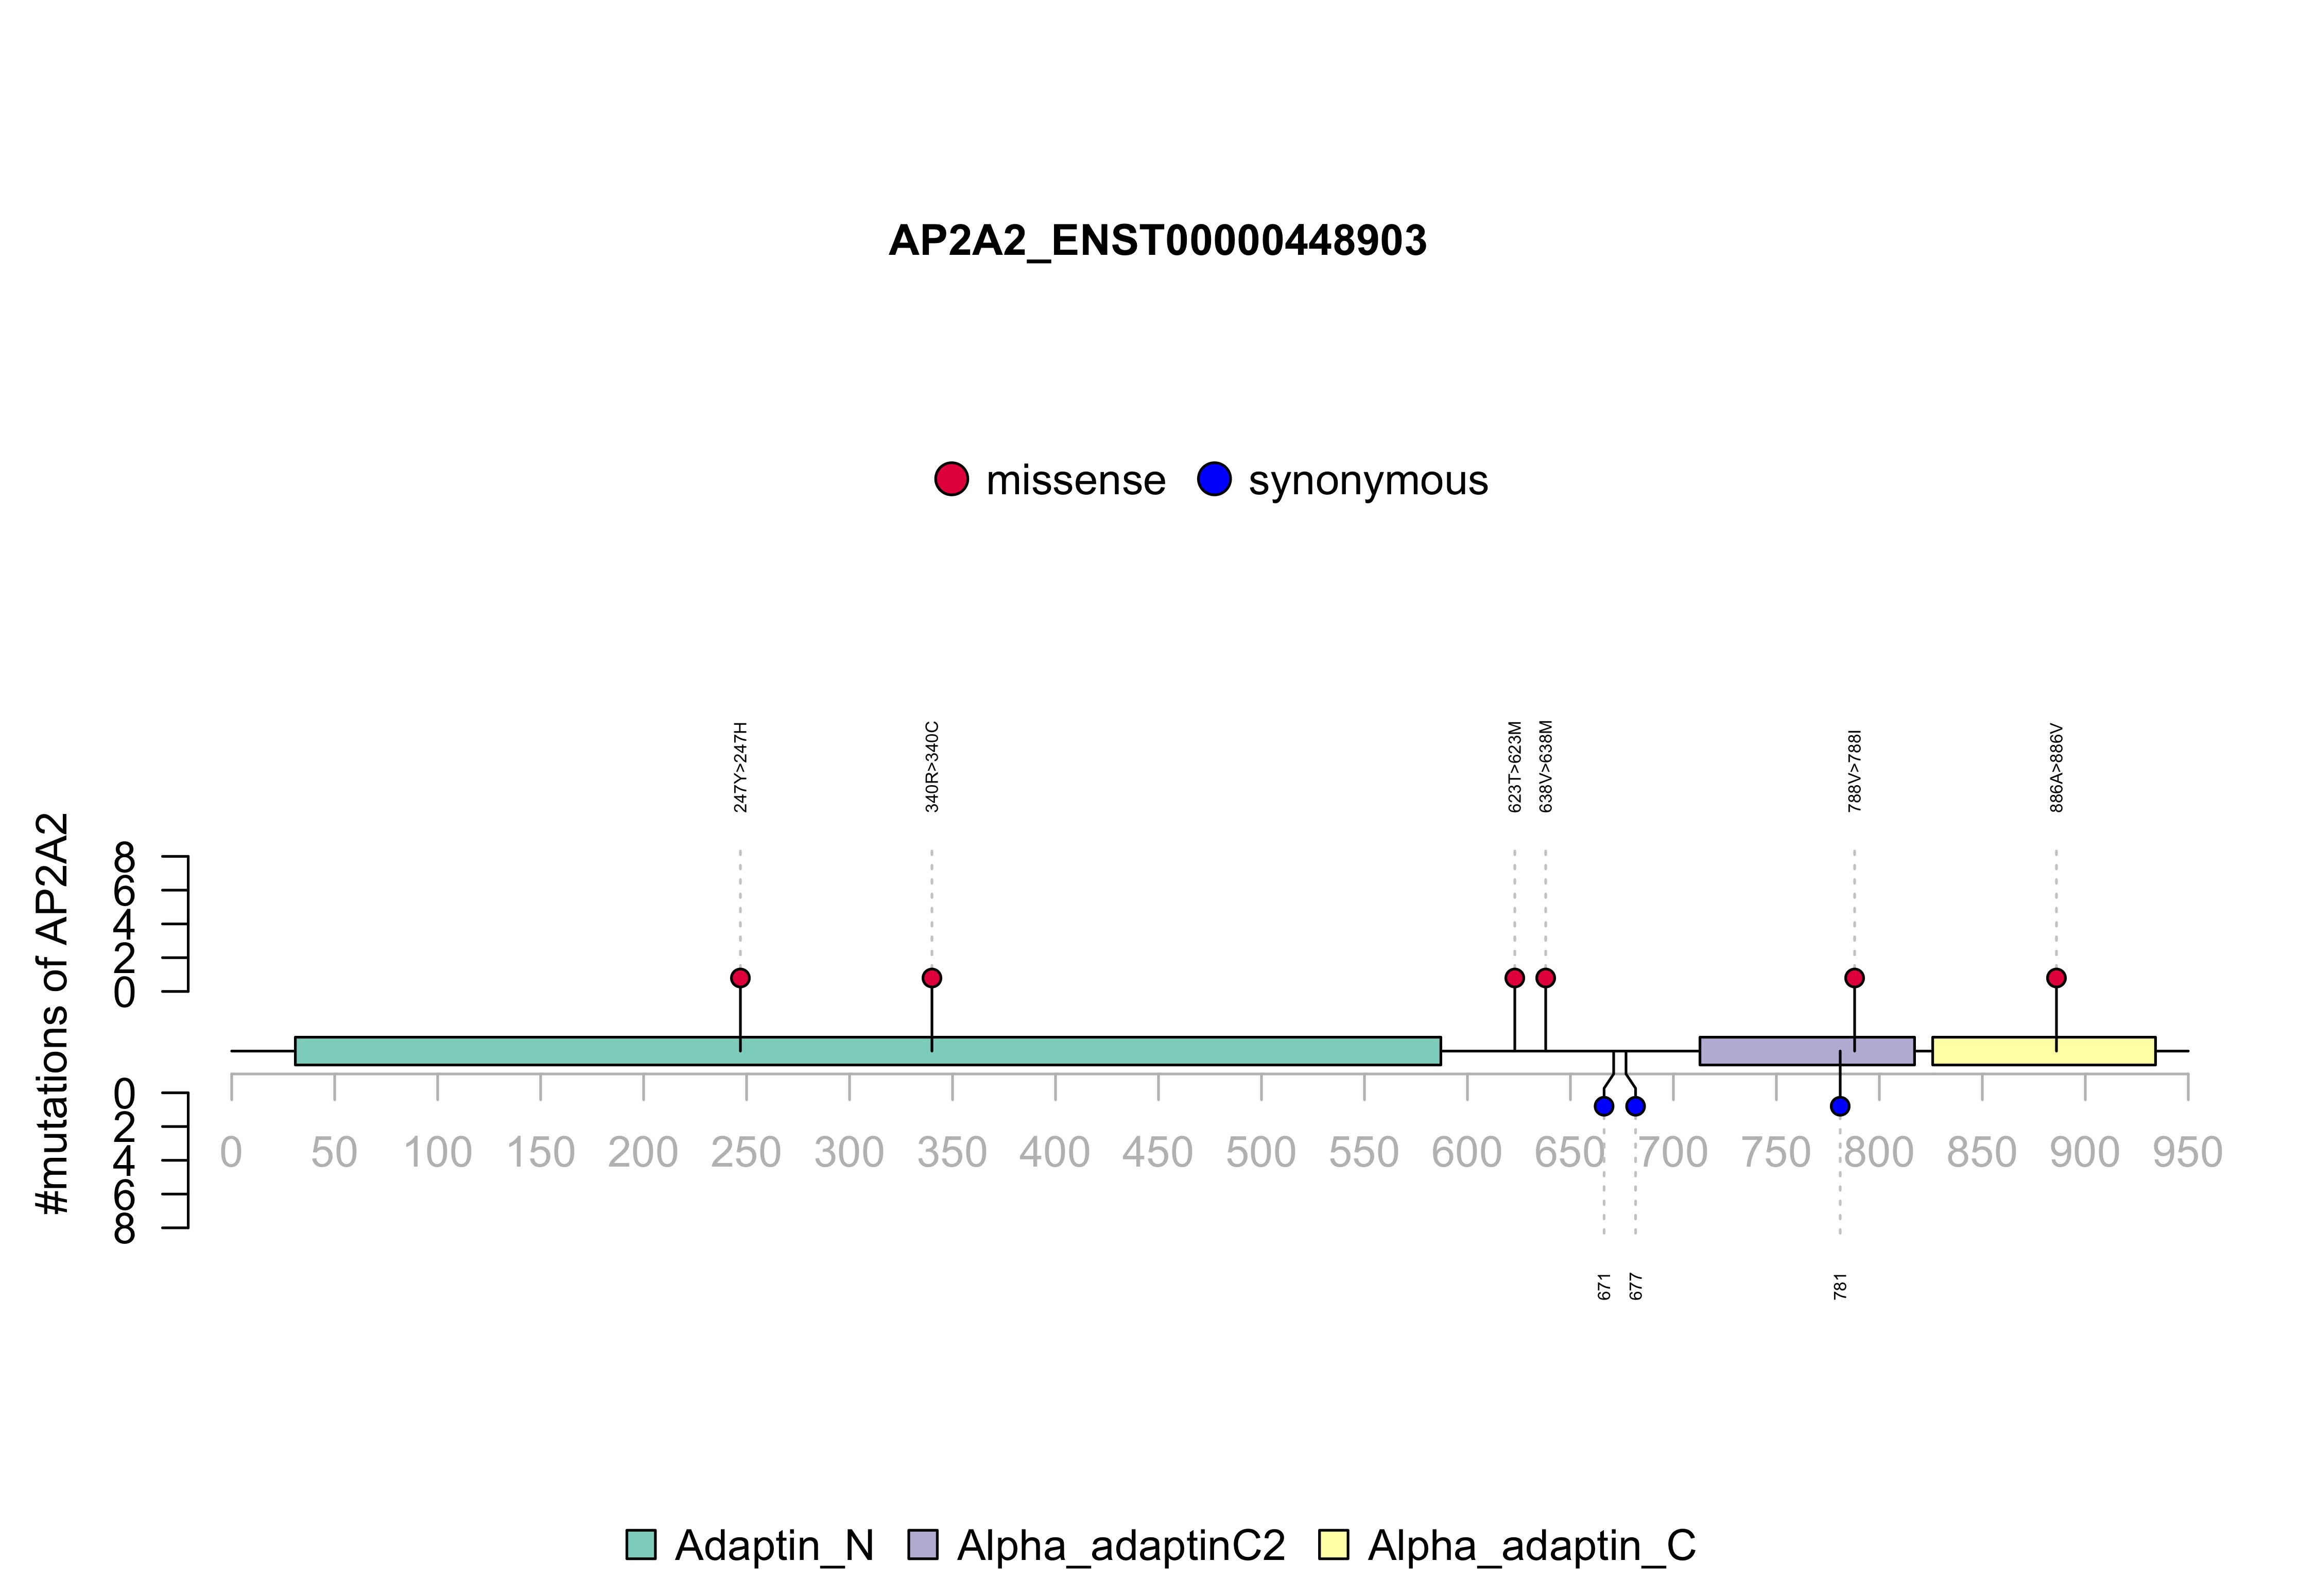 AP2A2_ENST00000448903
missense synonymous
247Y>247H
340R>340C
623T>623M
638V>638M
788V>788I
886A>886V
#mutations of AP2A2
8
6
4
2
0
0
2
4
6
8
0 50 100 150 200 250 300 350 400 450 500 550 600 650 700 750 800 850 900 950
671
677
781
Adaptin_N Alpha_adaptinC2 Alpha_adaptin_C